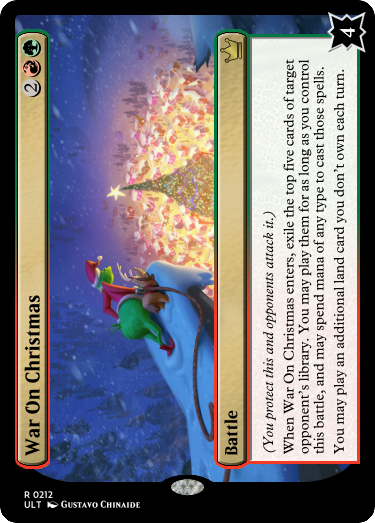 War On Christmas
2
Battle
(You protect this and opponents attack it.)
When War On Christmas enters, exile the top five cards of target
opponent's library. You may play them for as long as you control
this battle, and may spend mana of any type to cast those spells.
You may play an additional land card you don't own each turn.
4
R 0212
ULT Gustavo Chinaide